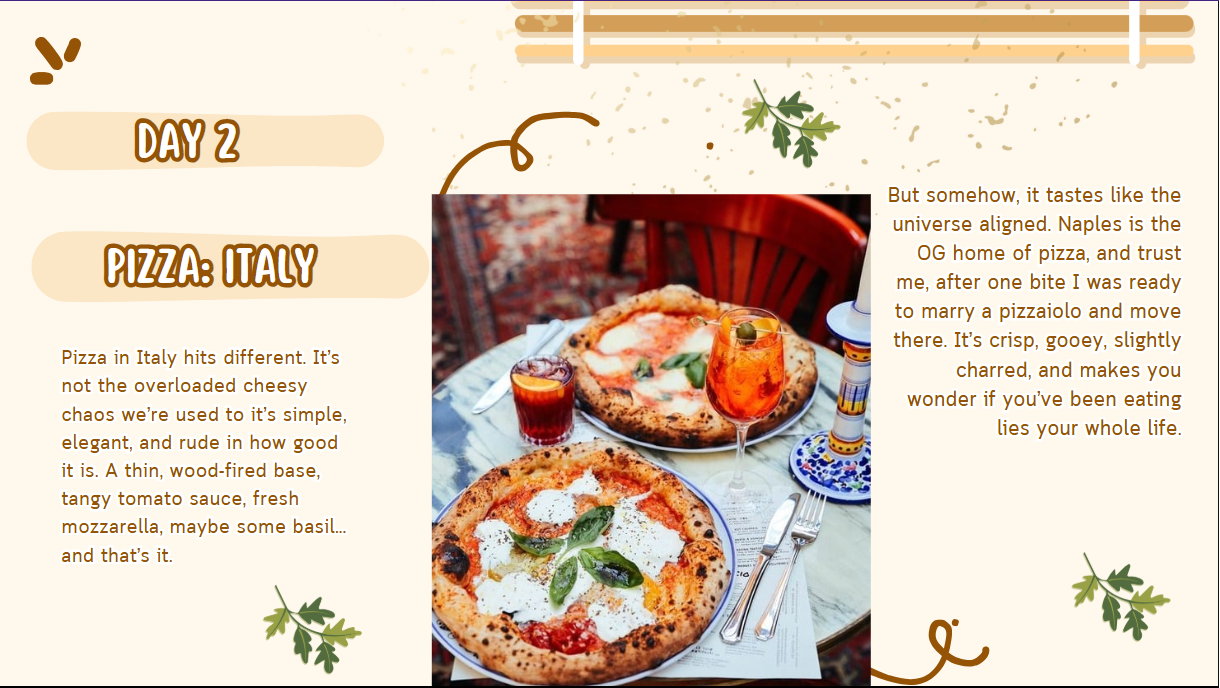 DAY 2
PIZZA: ITALY
Pizza in Italy hits different. It's
not the overloaded cheesy
chaos we're used to it's simple,
elegant, and rude in how good
it is. A thin, wood-fired base,
tangy tomato sauce, fresh
mozzarella, maybe some basil...
and that's it.
But somehow, it tastes like the
universe aligned. Naples is the
OG home of pizza, and trust
me, after one bite I was ready
to marry a pizzaiolo and move
there. It's crisp, gooey, slightly
charred, and makes you
wonder if you've been eating
lies your whole life.